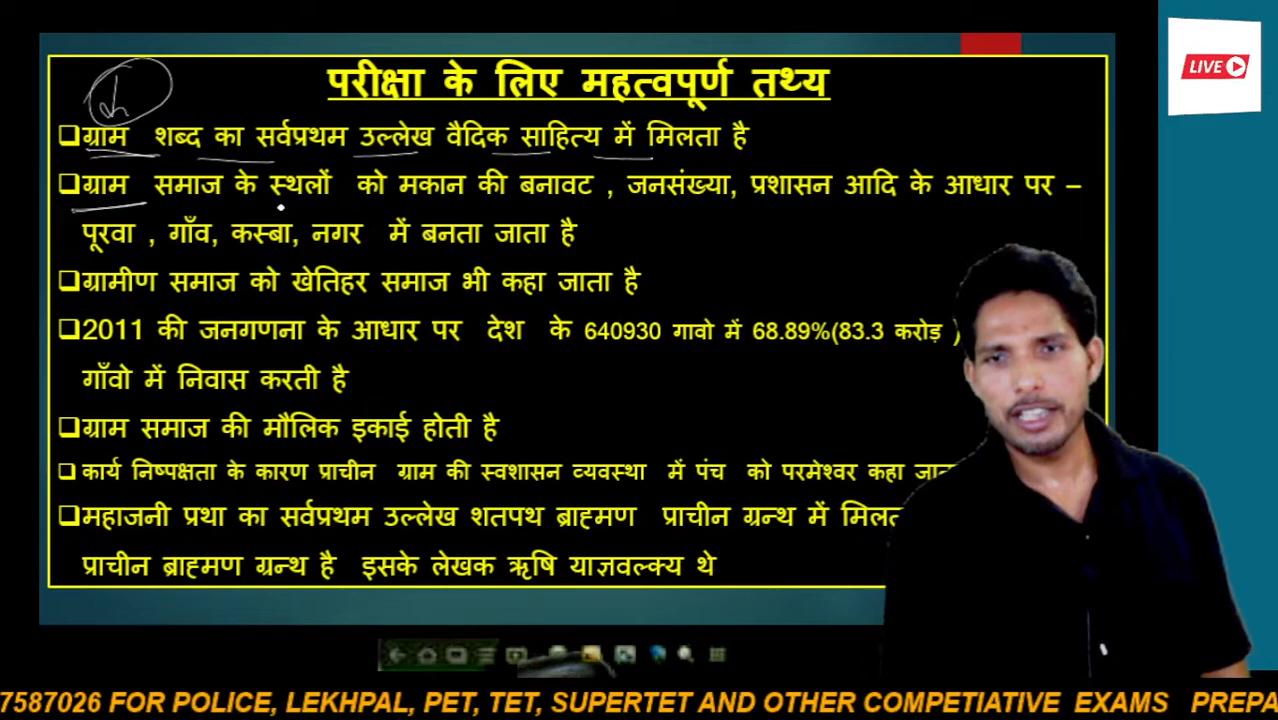 LIVE
परीक्षा के लिए महत्वपूर्ण तथ्य
ग्राम शब्द का सर्वप्रथम उल्लेख वैदिक साहित्य में मिलता है
ग्राम समाज के स्थलों को मकान की बनावट , जनसंख्या, प्रशासन आदि के आधार पर –
पूरवा , गाँव, कस्बा, नगर में बनता जाता है
ग्रामीण समाज को खेतिहर समाज भी कहा जाता है
2011 की जनगणना के आधार पर देश के 640930 गावो में 68.89%(83.3 करोड़ )
गाँवो में निवास करती है
ग्राम समाज की मौलिक इकाई होती है
कार्य निष्पक्षता के कारण प्राचीन ग्राम की स्वशासन व्यवस्था में पंच को परमेश्वर कहा
महाजनी प्रथा का सर्वप्रथम उल्लेख शतपथ ब्राह्मण प्राचीन ग्रन्थ में
प्राचीन ब्राह्मण ग्रन्थ है इसके लेखक ऋषि याज्ञवल्क्य थे
7587026 FOR POLICE, LEKHPAL, PET, TET, SUPERTET AND OTHER COMPETIATIVE EXAMS PREPA